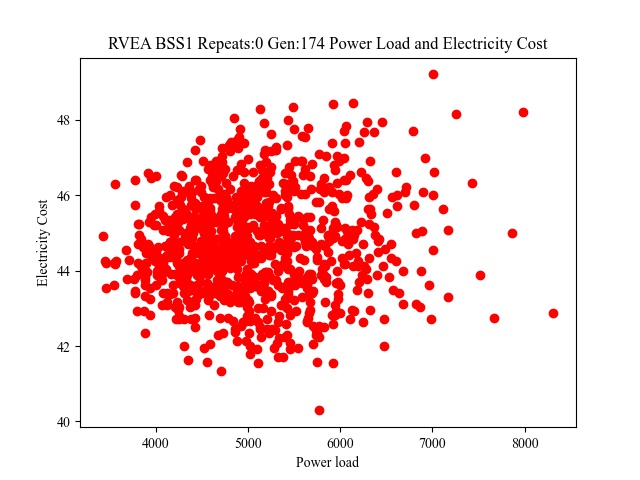 RVEA BSS1 Repeats:0 Gen:174 Power Load and Electricity Cost
48
46
44
42
40
Electricity Cost
4000 5000 6000 7000 8000
Power load